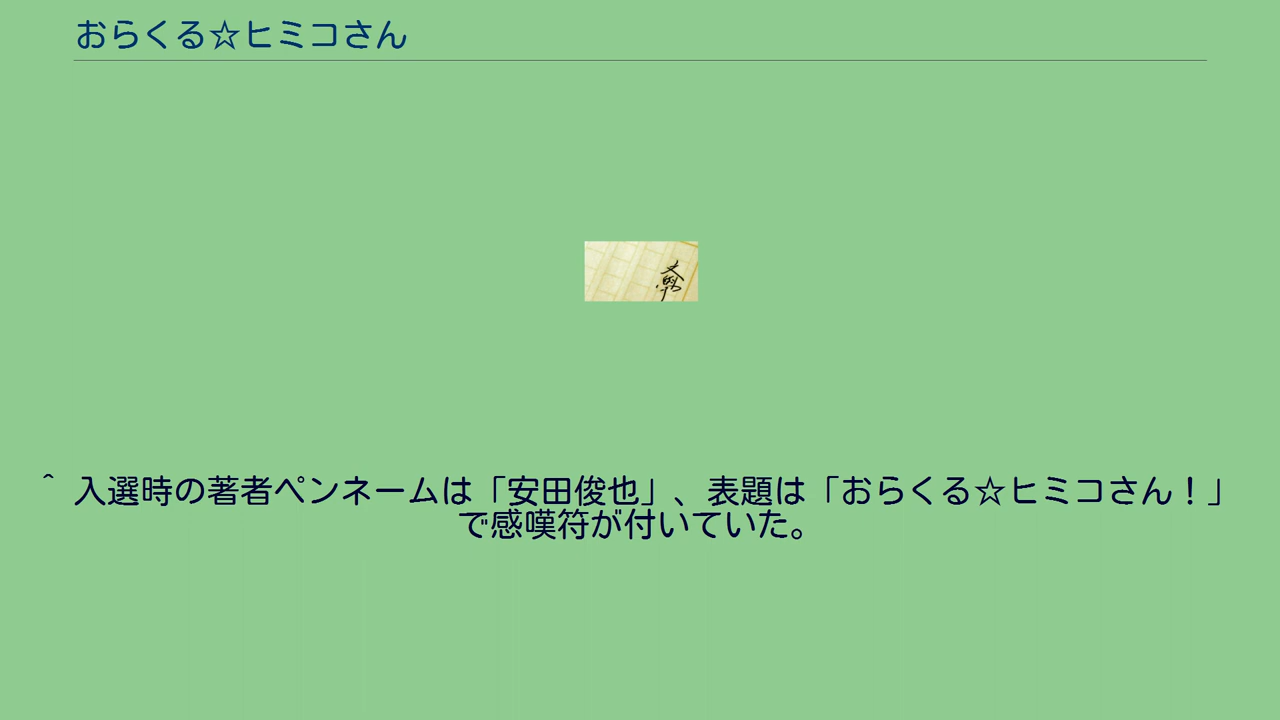 おらくる☆ヒミコさん
^ 入選時の著者ペンネームは「安田俊也」、表題は「おらくる☆ヒミコさん！」
で感嘆符が付いていた。